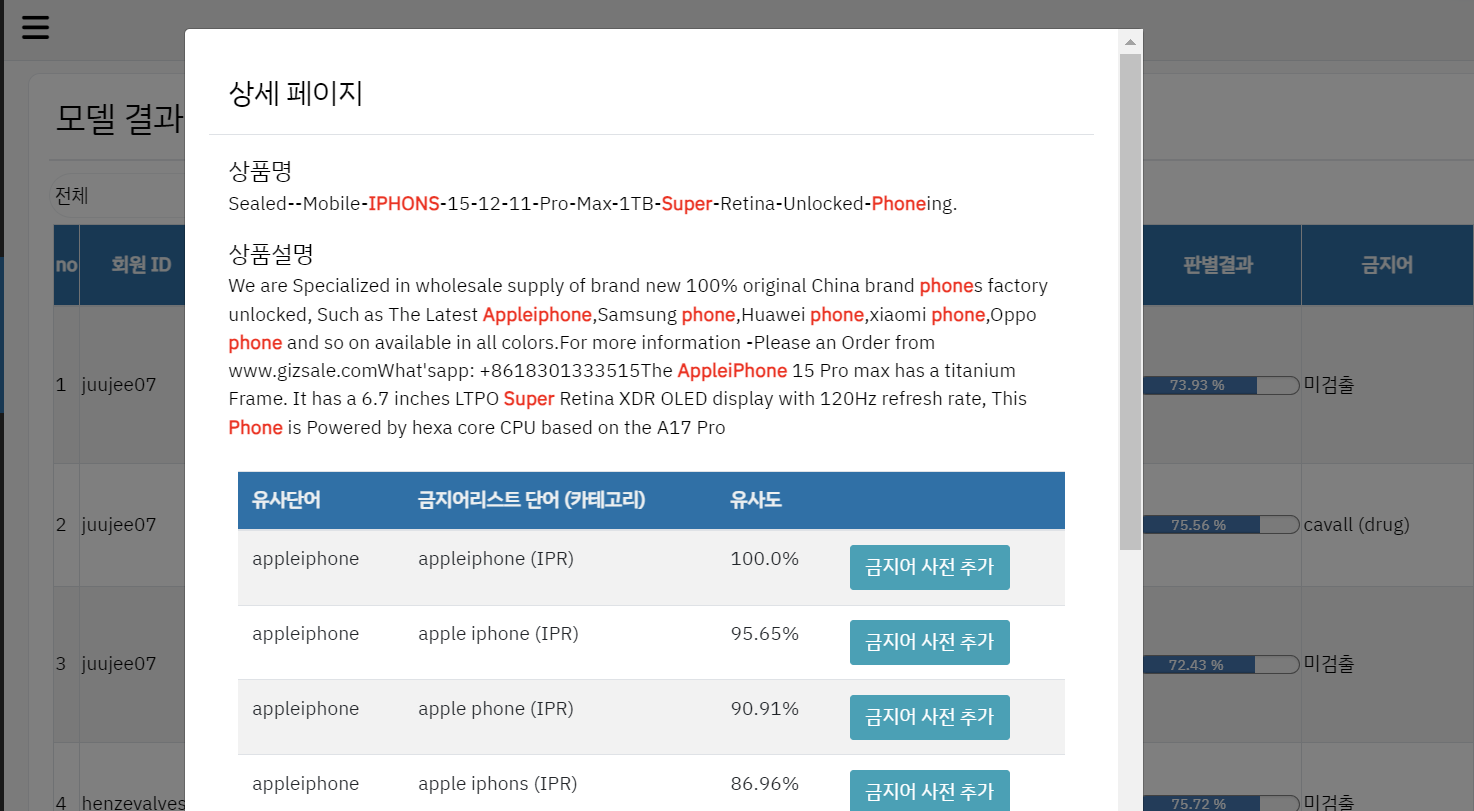 상세 페이지
모델 결과
상품명
전체
Sealed--Mobile-IPHONS-15-12-11-Pro-Max-1TB-Super-Retina-Unlocked-Phoneing.
상품설명
no 회원 ID 판별결과 금지어
We are Specialized in wholesale supply of brand new 100% original China brand phones factory
unlocked, Such as The Latest Appleiphone,Samsung phone,Huawei phone,xiaomi phone,Oppo
phone and so on available in all colors.For more information -Please an Order from
www.gizsale.comWhat'sapp: +8618301333515The AppleiPhone 15 Pro max has a titanium
Frame. It has a 6.7 inches LTPO Super Retina XDR OLED display with 120Hz refresh rate, This
Phone is Powered by hexa core CPU based on the A17 Pro
1 juujee07 73.93 % 미검출
유사단어 금지어리스트 단어 (카테고리) 유사도
2 juujee07 75.56 % cavall (drug)
appleiphone appleiphone (IPR) 100.0% 금지어 사전 추가
appleiphone apple iphone (IPR) 95.65% 금지어 사전 추가
3 juujee07 72.43 % 미검출
appleiphone apple phone (IPR) 90.91% 금지어 사전 추가
appleiphone apple iphons (IPR) 86.96% 금지어 사전 추가
4 henzevalves 75.72 % 미검출